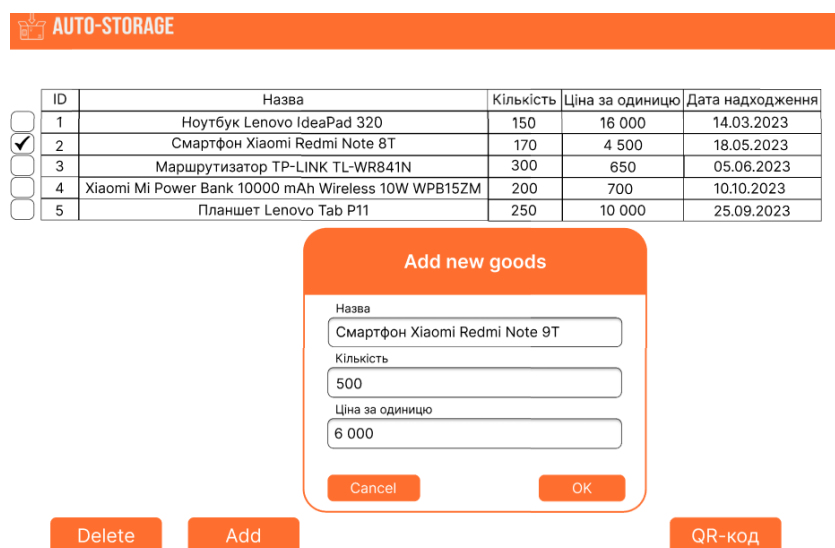 AUTO-STORAGE
ID Назва Кількість Ціна за одиницю Дата надходження
1 Ноутбук Lenovo IdeaPad 320 150 16 000 14.03.2023
2 Смартфон Xiaomi Redmi Note 8T 170 4 500 18.05.2023
3 Маршрутизатор TP-LINK TL-WR841N 300 650 05.06.2023
4 Xiaomi Mi Power Bank 10000 mAh Wireless 10W WPB15ZM 200 700 10.10.2023
5 Планшет Lenovo Tab P11 250 10 000 25.09.2023
Add new goods
Назва
Смартфон Xiaomi Redmi Note 9T
Кількість
500
Ціна за одиницю
6 000
Cancel OK
Delete Add QR-код